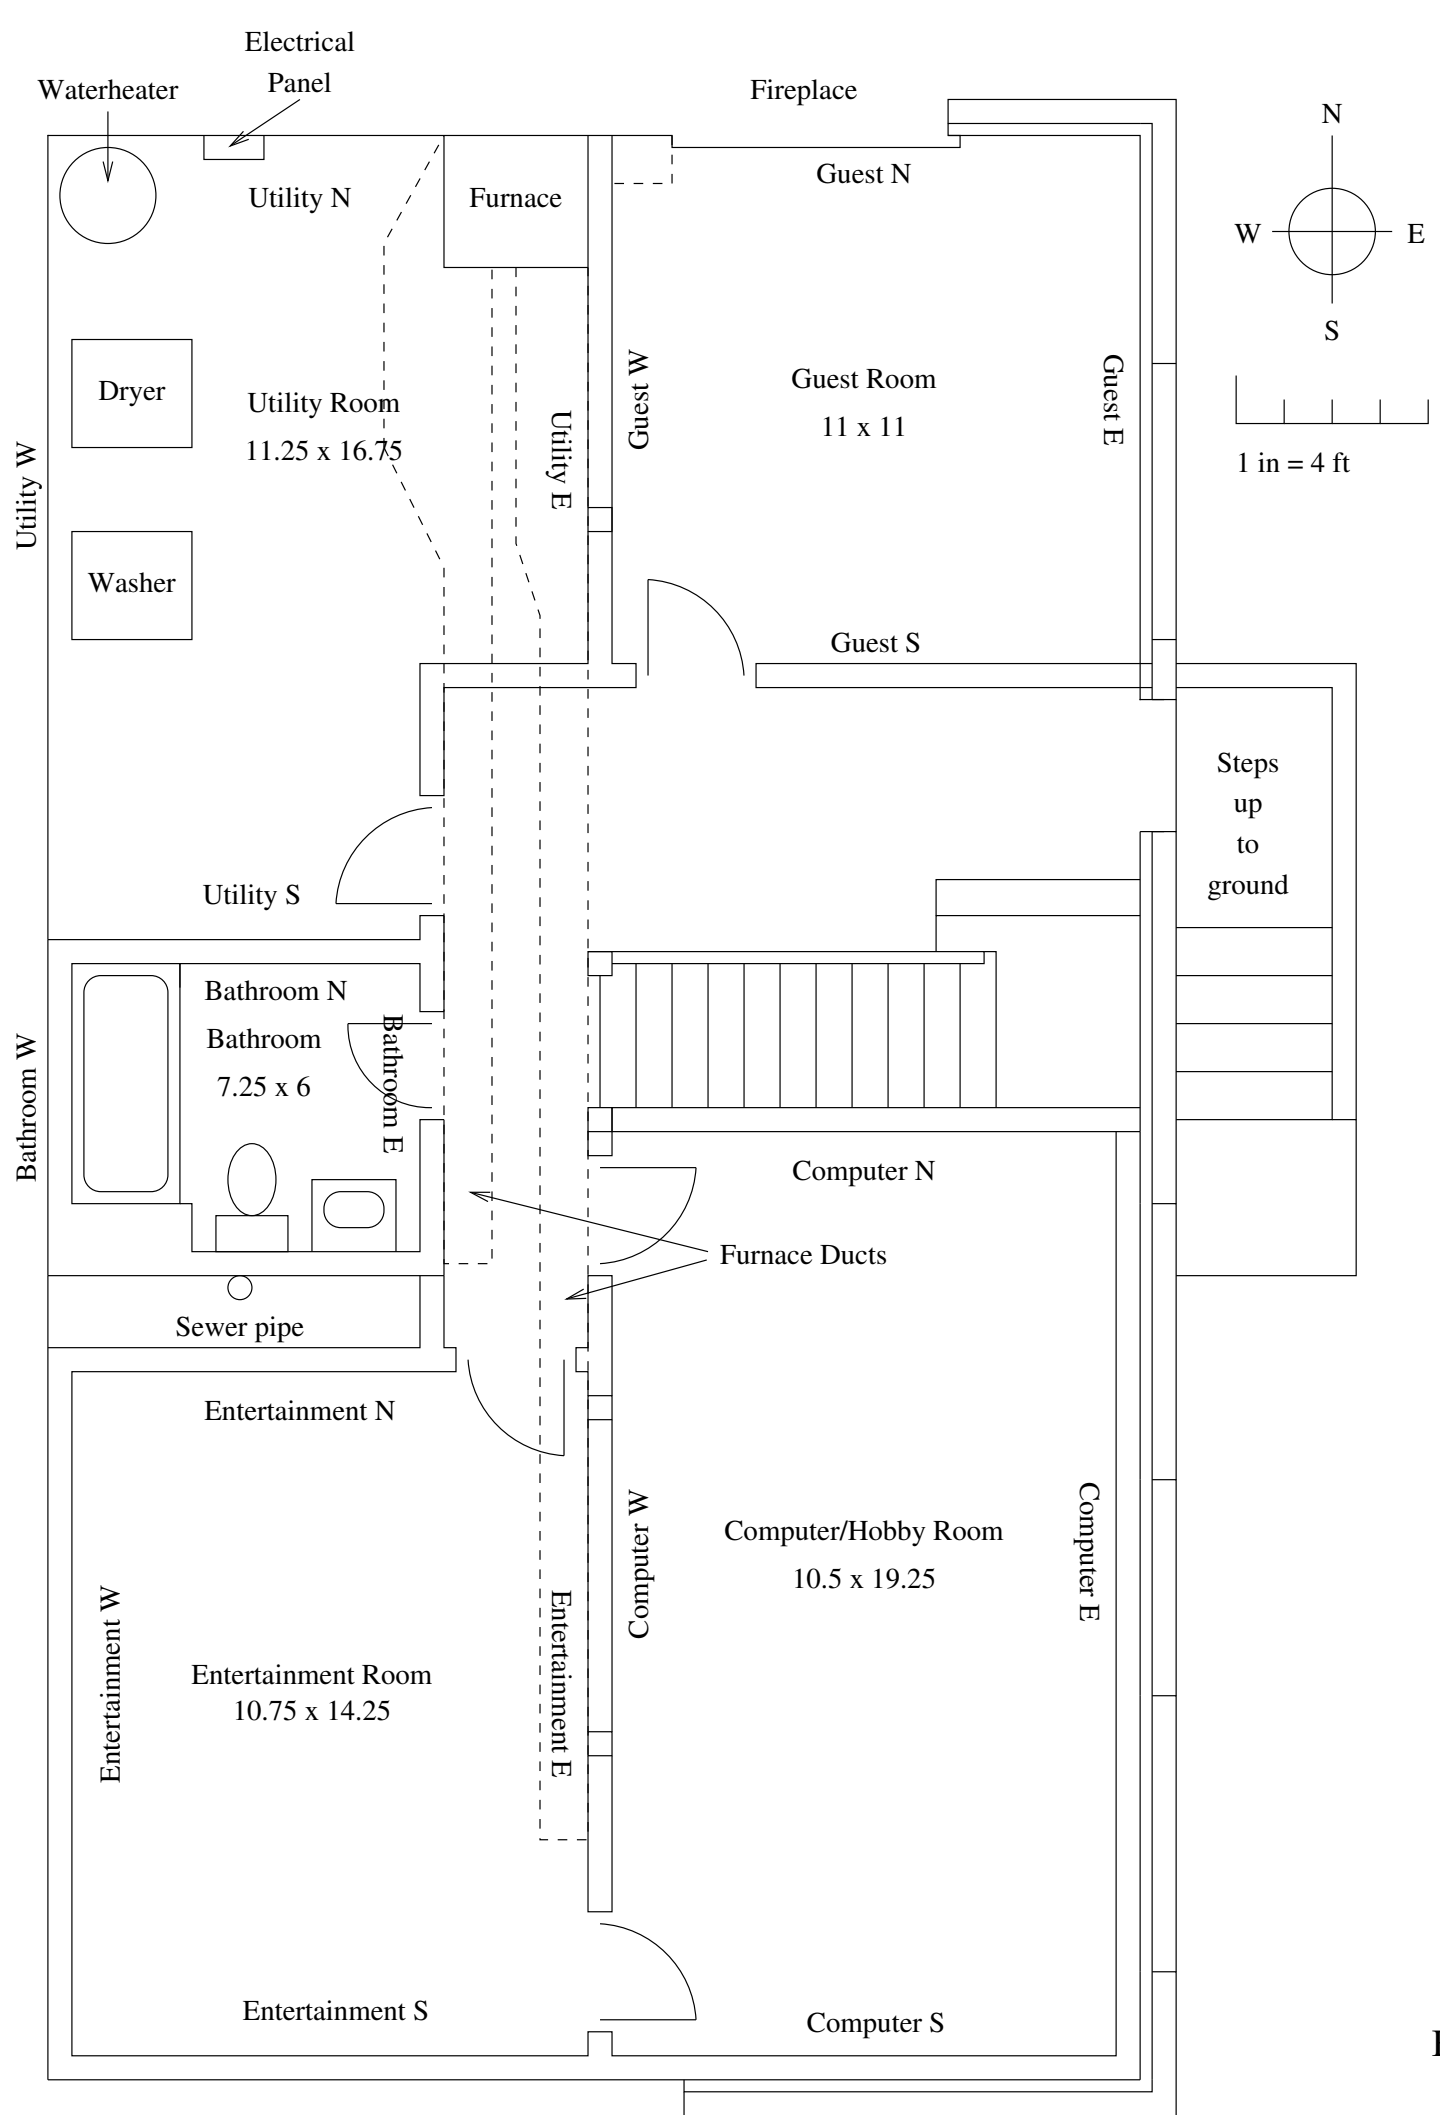 Electrical
Panel
Waterheater
Fireplace
N
W
E
S
Utility N
Furnace
Guest N
Dryer
Utility Room
11.25 x 16.75
Utility W
Utility E
Guest W
Guest Room
11 x 11
Guest E
1 in = 4 ft
Washer
Guest S
Steps
up
to
ground
Utility S
Bathroom N
Bathroom
7.25 x 6
Bathroom W
Bathroom E
Computer N
Furnace Ducts
Sewer pipe
Entertainment N
Computer W
Computer/Hobby Room
10.5 x 19.25
Computer E
Entertainment W
Entertainment Room
10.75 x 14.25
Entertainment E
Entertainment S
Computer S